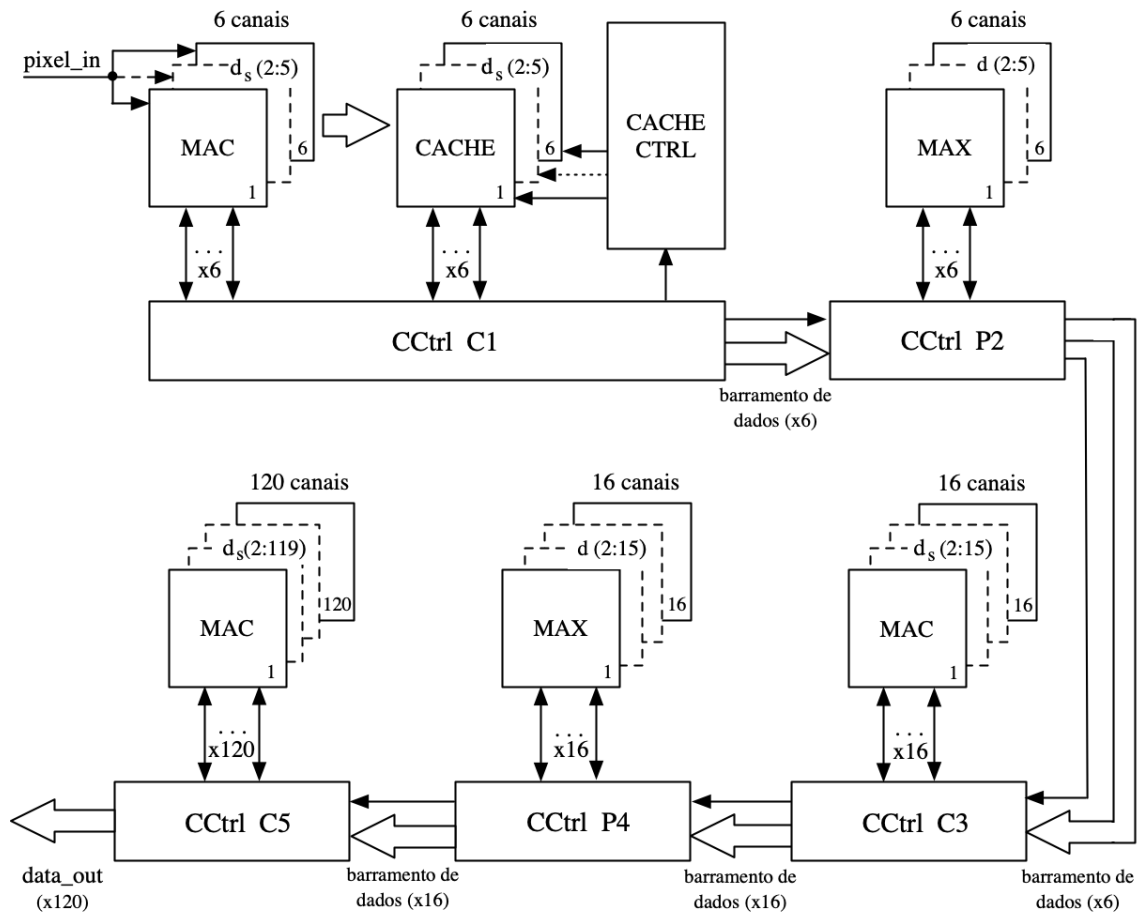 6 canais
6 canais
6 canais
pixel_in
ds (2:5)
6
MAC
1
ds (2:5)
6
CACHE
1
CACHE
CTRL
d (2:5)
6
MAX
1
...
x6
...
x6
...
x6
CCtrl C1
CCtrl P2
barramento de
dados (x6)
120 canais
16 canais
16 canais
ds(2:119)
120
MAC
1
d (2:15)
16
MAX
1
ds (2:15)
16
MAC
1
...
x120
...
x16
...
x16
CCtrl C5
CCtrl P4
CCtrl C3
data_out
(x120)
barramento de
dados (x16)
barramento de
dados (x16)
barramento de
dados (x6)